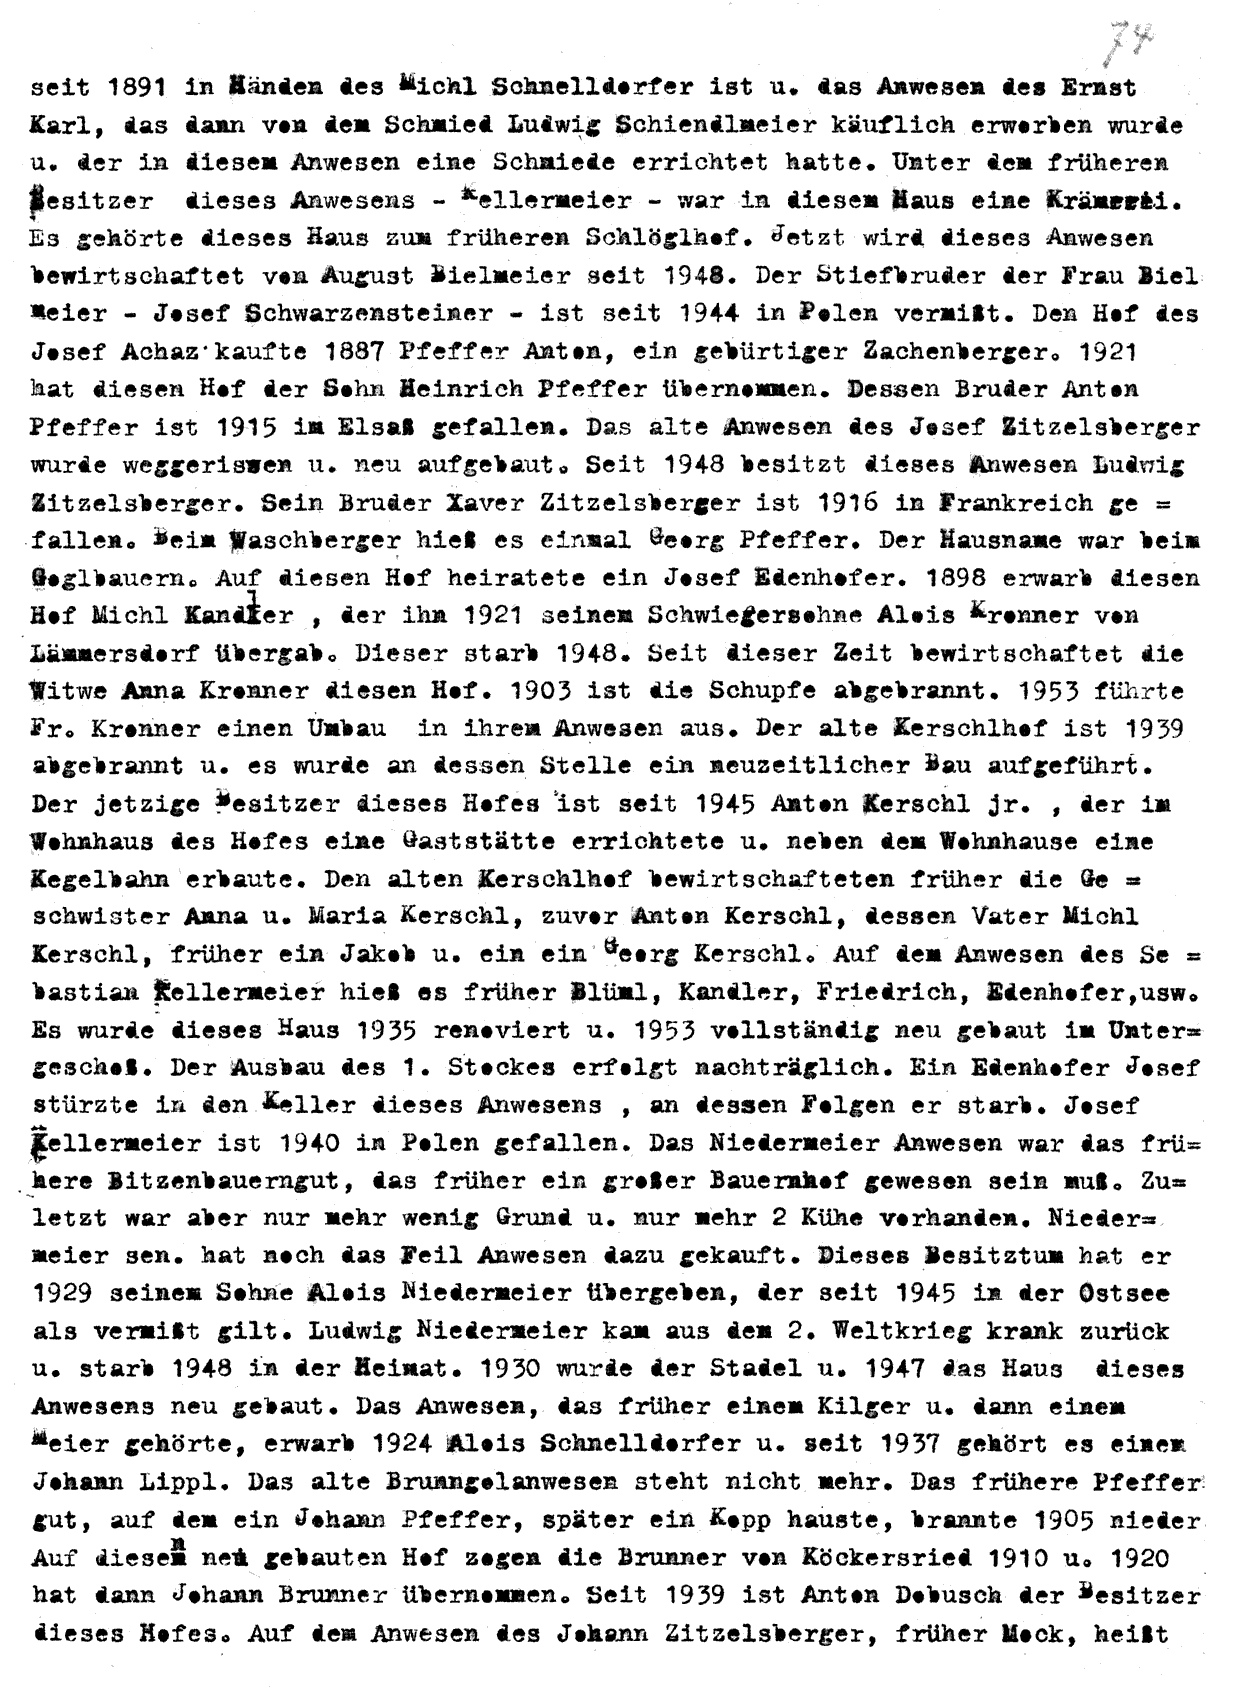 74
seit 1891 in Händen des Michl Schnelldorfer ist u. das Anwesen des Ernst
Karl, das dann von dem Schmied Ludwig Schiendlmeier käuflich erworben wurde
u. der in diesem Anwesen eine Schmiede errichtet hatte. Unter dem früheren
Besitzer dieses Anwesens - Kellermeier - war in diesem Haus eine Krämerei.
Es gehörte dieses Haus zum früheren Schlöglhof. Jetzt wird dieses Anwesen
bewirtschaftet von August Bielmeier seit 1948. Der Stiefbruder der Frau Biel
Meier - Josef Schwarzensteiner - ist seit 1944 in Polen vermißt. Den Hof des
Josef Achaz kaufte 1887 Pfeffer Anton, ein gebürtiger Zachenberger. 1921
hat diesen Hof der Sohn Heinrich Pfeffer übernommen. Dessen Bruder Anton
Pfeffer ist 1915 im Elsaß gefallen. Das alte Anwesen des Josef Zitzelsberger
wurde weggerissen u. neu aufgebaut. Seit 1948 besitzt dieses Anwesen Ludwig
Zitzelsberger. Sein Bruder Xaver Zitzelsberger ist 1916 in Frankreich ge =
fallen. Beim Waschberger hieß es einmal Georg Pfeffer. Der Hausname war beim
Goglbauern. Auf diesen Hof heiratete ein Josef Edenhofer. 1898 erwarb diesen
Hof Michl Kandler , der ihn 1921 seinem Schwiegersohne Alois Kronner von
Lämmersdorf übergab. Dieser starb 1948. Seit dieser Zeit bewirtschaftet die
Witwe Anna Kronner diesen Hof. 1903 ist die Schupfe abgebrannt. 1953 führte
Fr. Kronner einen Umbau in ihrem Anwesen aus. Der alte Kerschlhof ist 1939
abgebrannt u. es wurde an dessen Stelle ein neuzeitlicher Bau aufgeführt.
Der jetzige Besitzer dieses Hofes ist seit 1945 Anton Kerschl jr. , der im
Wohnhaus des Hofes eine Gaststätte errichtete u. neben dem Wohnhause eine
Kegelbahn erbaute. Den alten Kerschlhof bewirtschafteten früher die Ge =
schwister Anna u. Maria Kerschl, zuvor Anton Kerschl, dessen Vater Michl
Kerschl, früher ein Jakob u. ein ein Georg Kerschl. Auf dem Anwesen des Se =
bastian Kellermeier hieß es früher Blüml, Kandler, Friedrich, Edenhofer,usw.
Es wurde dieses Haus 1935 renoviert u. 1953 vollständig neu gebaut im Unter=
geschoß. Der Ausbau des 1. Stockes erfolgt nachträglich. Ein Edenhofer Josef
stürzte in den Keller dieses Anwesens , an dessen Folgen er starb. Josef
Kellermeier ist 1940 in Polen gefallen. Das Niedermeier Anwesen war das frü=
here Bitzenbauerngut, das früher ein großer Bauernhof gewesen sein muß. Zu=
letzt war aber nur mehr wenig Grund u. nur mehr 2 Kühe vorhanden. Nieder=
meier sen. hat noch das Feil Anwesen dazu gekauft. Dieses Besitztum hat er
1929 seinem Sohne Alois Niedermeier übergeben, der seit 1945 in der Ostsee
als vermißt gilt. Ludwig Niedermeier kam aus dem 2. Weltkrieg krank zurück
u. starb 1948 in der Heimat. 1930 wurde der Stadel u. 1947 das Haus dieses
Anwesens neu gebaut. Das Anwesen, das früher einem Kilger u. dann einem
Meier gehörte, erwarb 1924 Alois Schnelldorfer u. seit 1937 gehört es einem
Johann Lippl. Das alte Brunngolanwesen steht nicht mehr. Das frühere Pfeffer
gut, auf dem ein Johann Pfeffer, später ein Kopp hauste, brannte 1905 nieder
Auf diesen neu gebauten Hof zogen die Brunner von Köckersried 1910 u. 1920
hat dann Johann Brunner übernommen. Seit 1939 ist Anton Dobusch der Besitzer
dieses Hofes. Auf dem Anwesen des Johann Zitzelsberger, früher Mock, heißt